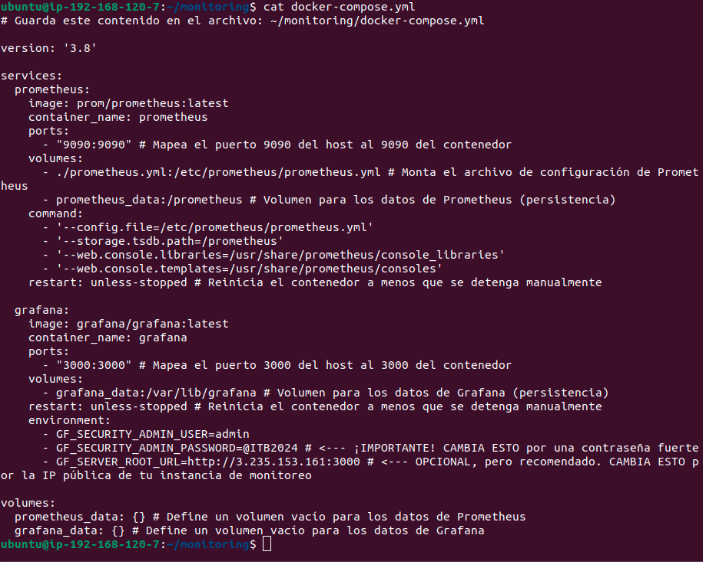 ubuntu@ip-192-168-120-7:~/monitoring$ cat docker-compose.yml
# Guarda este contenido en el archivo: ~/monitoring/docker-compose.yml

version: '3.8'

services:
  prometheus:
    image: prom/prometheus:latest
    container_name: prometheus
    ports:
      - "9090:9090" # Mapea el puerto 9090 del host al 9090 del contenedor
    volumes:
      - ./prometheus.yml:/etc/prometheus/prometheus.yml # Monta el archivo de configuración de Promet
heus
      - prometheus_data:/prometheus # Volumen para los datos de Prometheus (persistencia)
    command:
      - '--config.file=/etc/prometheus/prometheus.yml'
      - '--storage.tsdb.path=/prometheus'
      - '--web.console.libraries=/usr/share/prometheus/console_libraries'
      - '--web.console.templates=/usr/share/prometheus/consoles'
    restart: unless-stopped # Reinicia el contenedor a menos que se detenga manualmente

  grafana:
    image: grafana/grafana:latest
    container_name: grafana
    ports:
      - "3000:3000" # Mapea el puerto 3000 del host al 3000 del contenedor
    volumes:
      - grafana_data:/var/lib/grafana # Volumen para los datos de Grafana (persistencia)
    restart: unless-stopped # Reinicia el contenedor a menos que se detenga manualmente
    environment:
      - GF_SECURITY_ADMIN_USER=admin
      - GF_SECURITY_ADMIN_PASSWORD=@ITB2024 # <--- ¡IMPORTANTE! CAMBIA ESTO por una contraseña fuerte
      - GF_SERVER_ROOT_URL=http://3.235.153.161:3000 # <--- OPCIONAL, pero recomendado. CAMBIA ESTO p
or la IP pública de tu instancia de monitoreo

volumes:
  prometheus_data: {} # Define un volumen vacío para los datos de Prometheus
  grafana_data: {} # Define un volumen vacío para los datos de Grafana
ubuntu@ip-192-168-120-7:~/monitoring$